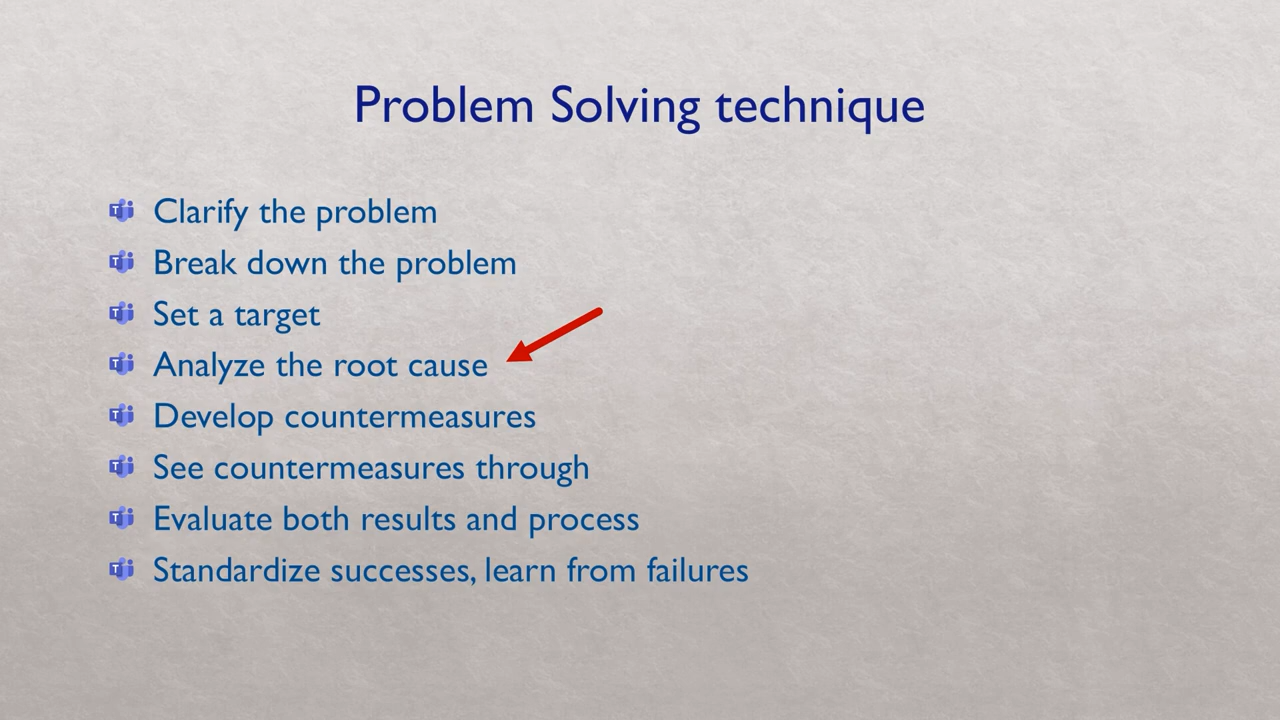 Problem Solving technique
Clarify the problem
Break down the problem
Set a target
Analyze the root cause
Develop countermeasures
See countermeasures through
Evaluate both results and process
Standardize successes, learn from failures